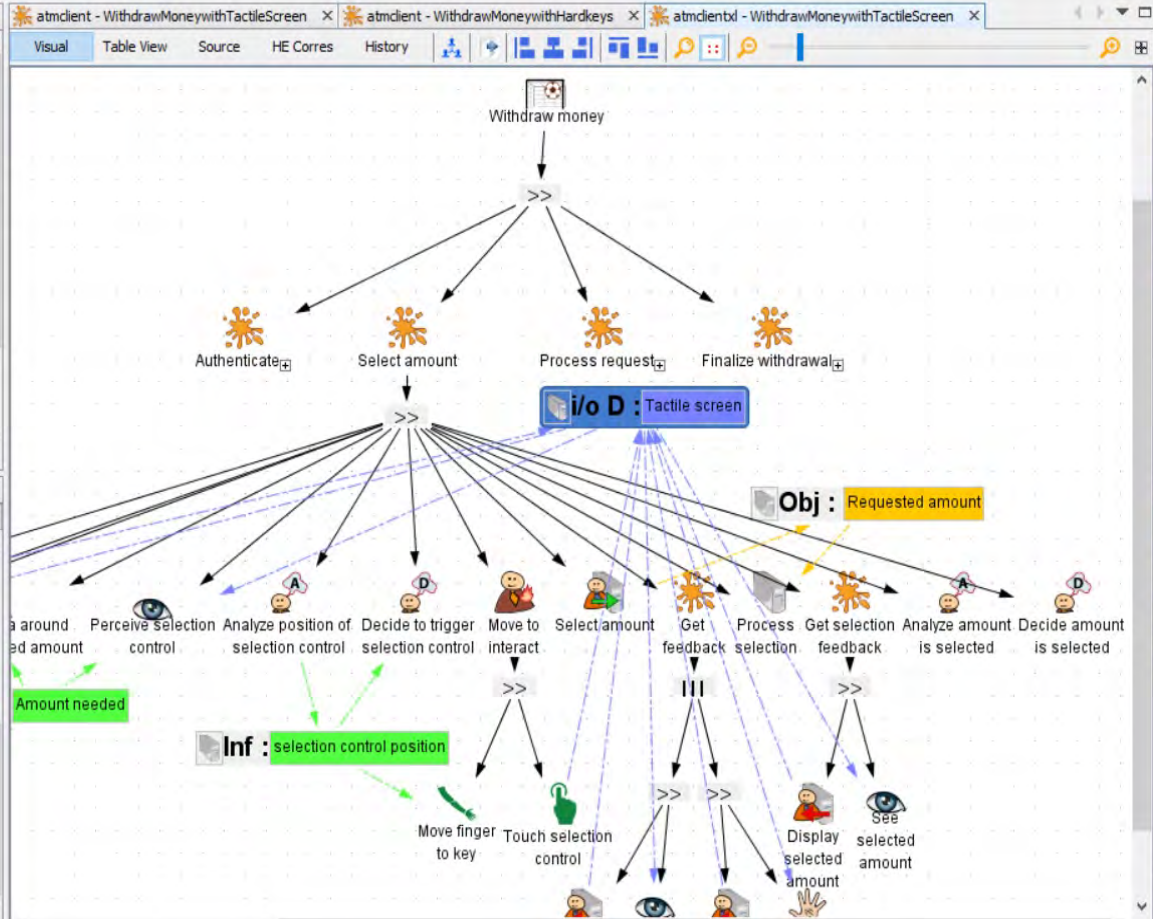 atmclient - WithdrawMoneywithTactileScreen ×
atmclient - WithdrawMoneywithHardkeys ×
atmclientxl - WithdrawMoneywithTactileScreen ×
Visual
Table View
Source
HE Corres
History
Withdraw money
>>
Authenticate
Select amount
Process request
Finalize withdrawal
>>
i/o D : Tactile screen
Obj : Requested amount
around
ed amount
Perceive selection
control
A
Analyze position of
selection control
D
Decide to trigger
selection control
Move to
interact
Select amount
Get
feedback
Process
selection
Get selection
feedback
A
Analyze amount
is selected
D
Decide amount
is selected
>>
|||
>>
Amount needed
Inf : selection control position
>>
>>
Move finger
to key
Touch selection
control
Display
selected
amount
See
selected
amount